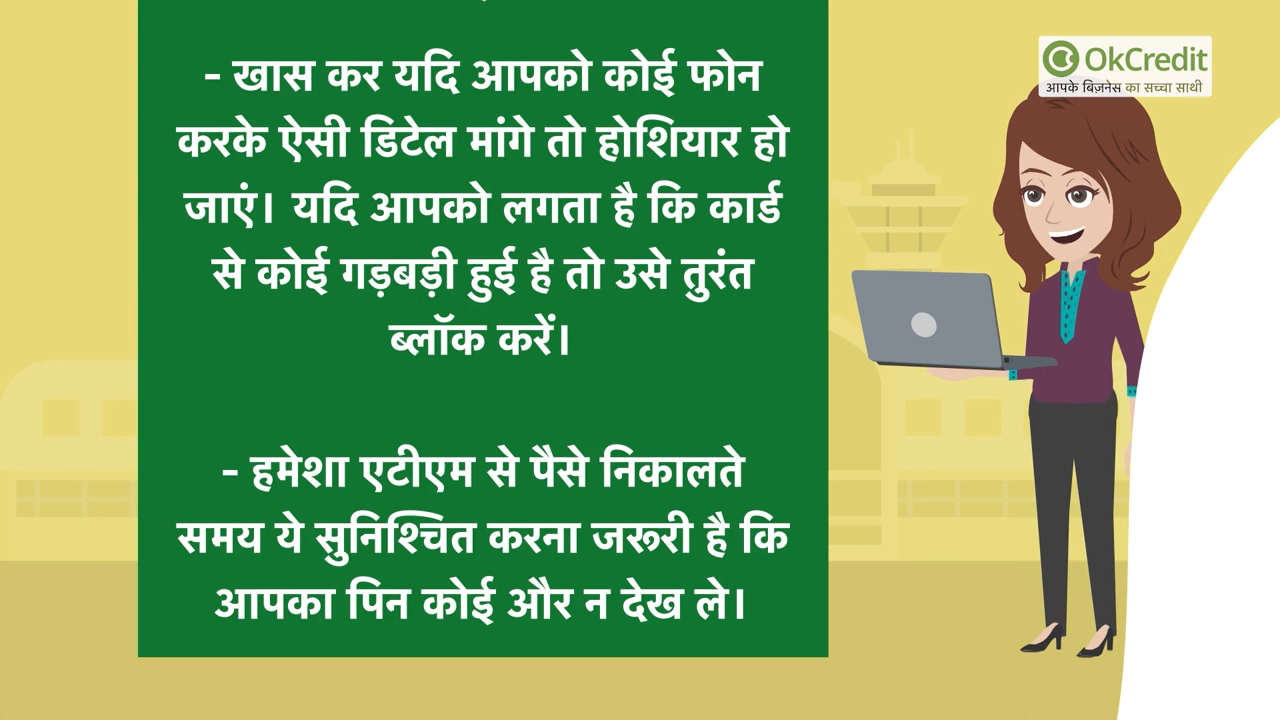 - खास कर यदि आपको कोई फोन
करके ऐसी डिटेल मांगे तो होशियार हो
जाएं। यदि आपको लगता है कि कार्ड
से कोई गड़बड़ी हुई है तो उसे तुरंत
ब्लॉक करें।
- हमेशा एटीएम से पैसे निकालते
समय ये सुनिश्चित करना जरूरी है कि
आपका पिन कोई और न देख ले।
OkCredit
आपके बिज़नेस का सच्चा साथी